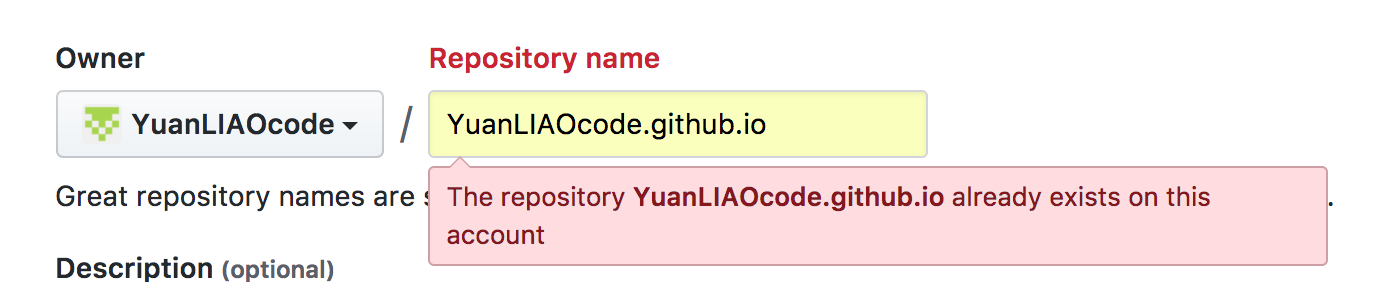 Owner
Repository name
YuanLIAOcode / YuanLIAOcode.github.io
Great repository names are
The repository YuanLIAOcode.github.io already exists on this
account
Description (optional)